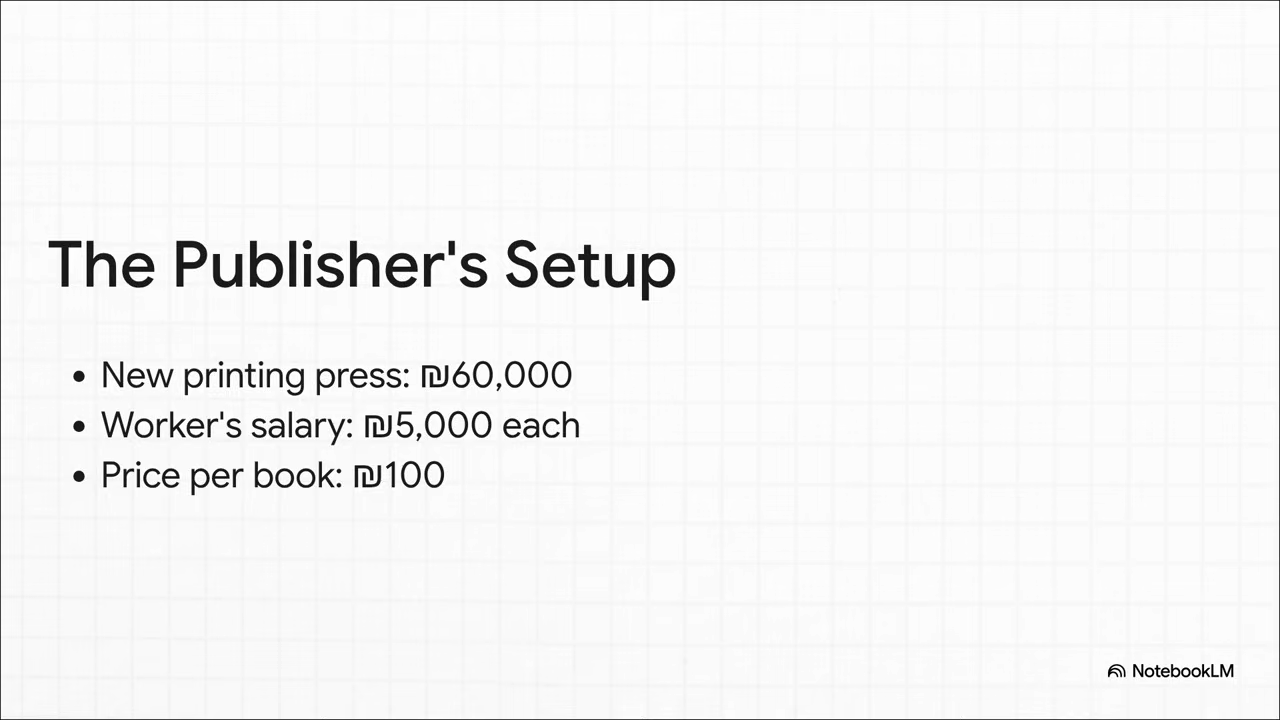 The Publisher's Setup
• New printing press: ₪60,000
• Worker's salary: ₪5,000 each
• Price per book: ₪100
NotebookLM